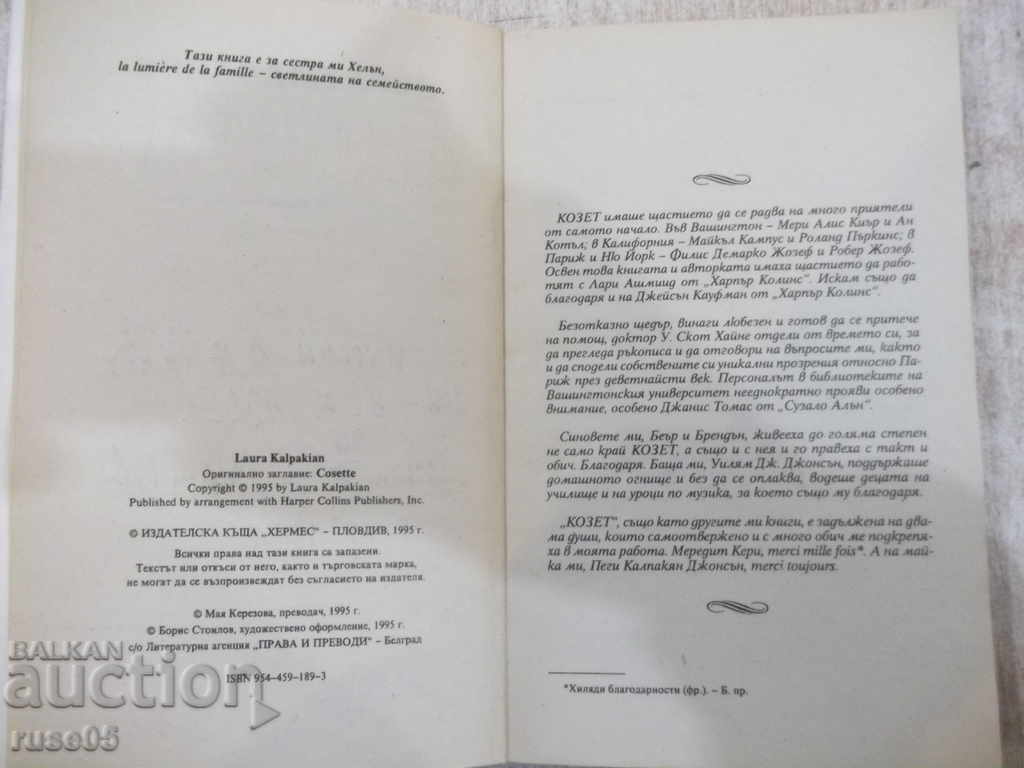 Тази книга е за сестра ми Хелън,
la lumière de la famille – светлината на семейството.
Laura Kalpakian
Оригинално заглавие: Cosette
Copyright © 1995 by Laura Kalpakian
Published by arrangement with Harper Collins Publishers, Inc.
© ИЗДАТЕЛСКА КЪЩА „ХЕРМЕС“ – ПЛОВДИВ, 1995 г.
Всички права над тази книга са запазени.
Текстът или откъси от него, както и търговската марка,
не могат да се възпроизвеждат без съгласието на издателя.
© Мая Керезова, преводач, 1995 г.
© Борис Стоилов, художествено оформление, 1995 г.
c/o Литературна агенция „ПРАВА И ПРЕВОДИ“ – Белград
ISBN 954–459–189–3
КОЗЕТ имаше щастието да се радва на много приятели
от самото начало. Във Вашингтон – Мери Алис Киър и Ан
Котъл; в Калифорния – Майкъл Кампус и Роланд Пъркинс; в
Париж и Ню Йорк – Филис Демарко Жозеф и Робер Жозеф.
Освен това книгата и авторката имаха щастието да рабо-
тят с Лари Ашмийд от „Харпър Колинс“. Искам също да
благодаря и на Джейсън Кауфман от „Харпър Колинс“.
Безотказно щедър, винаги любезен и готов да се притече
на помощ, доктор У. Скот Хайне отдели от времето си, за
да прегледа ръкописа и да отговори на въпросите ми, както
и да сподели собствените си уникални прозрения относно Па-
риж през деветнайсти век. Персоналът в библиотеките на
Вашингтонския университет нееднократно прояви особено
внимание, особено Джанис Томас от „Сузало Алън“.
Синовете ми, Беър и Брендън, живееха до голяма степен
не само край КОЗЕТ, а също и с нея и го правеха с такт и
обич. Благодаря. Баща ми, Уилям Дж. Джонсън, поддържаше
домашното огнище и без да се оплаква, водеше децата на
училище и на уроци по музика, за което също му благодаря.
„КОЗЕТ“, също като другите ми книги, е задължена на два-
ма души, които самоотвержено и с много обич ме подкрепя-
ха в моята работа. Мередит Кери, merci mille fois*. А на май-
ка ми, Пеги Калпакян Джонсън, merci toujours.
*Хиляди благодарности (фр.). – Б. пр.
BALKAN
auction
ruse05